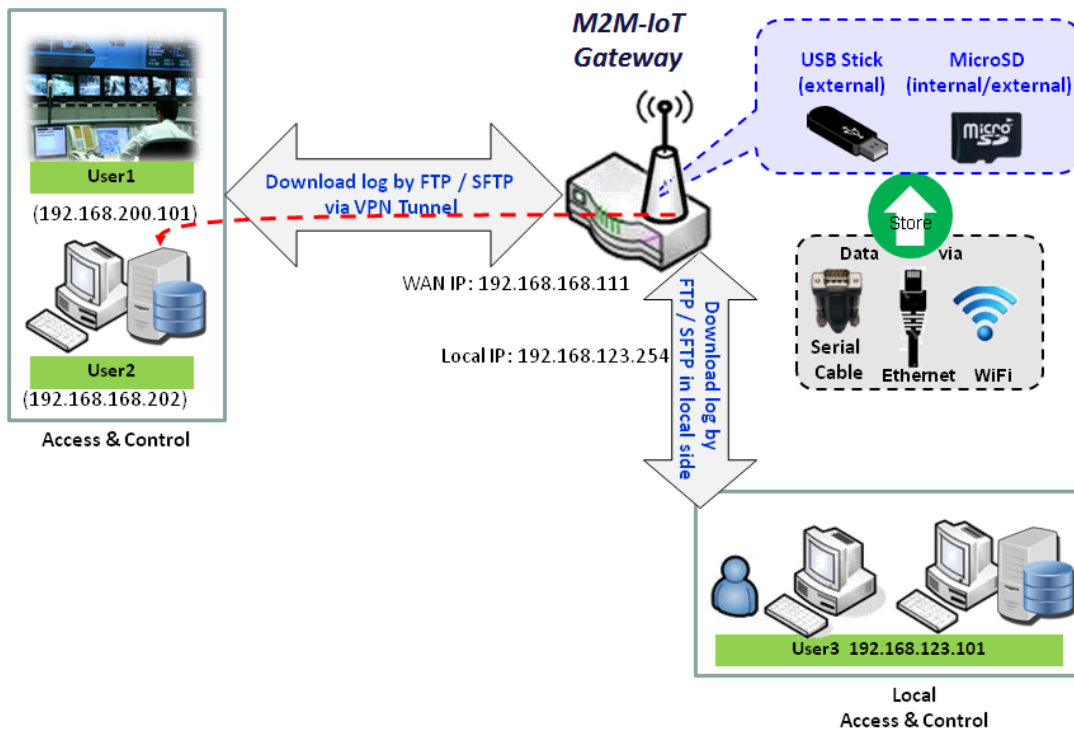 M2M-IoT
Gateway
USB Stick
(external)
MicroSD
(internal/external)
micro
SD
User1
(192.168.200.101)
Download log by FTP / SFTP
via VPN Tunnel
Store
Data via
Serial
Cable
Ethernet
WiFi
WAN IP: 192.168.168.111
Local IP: 192.168.123.254
Download log by
FTP / SFTP in local side
User2
(192.168.168.202)
Access & Control
User3 192.168.123.101
Local
Access & Control